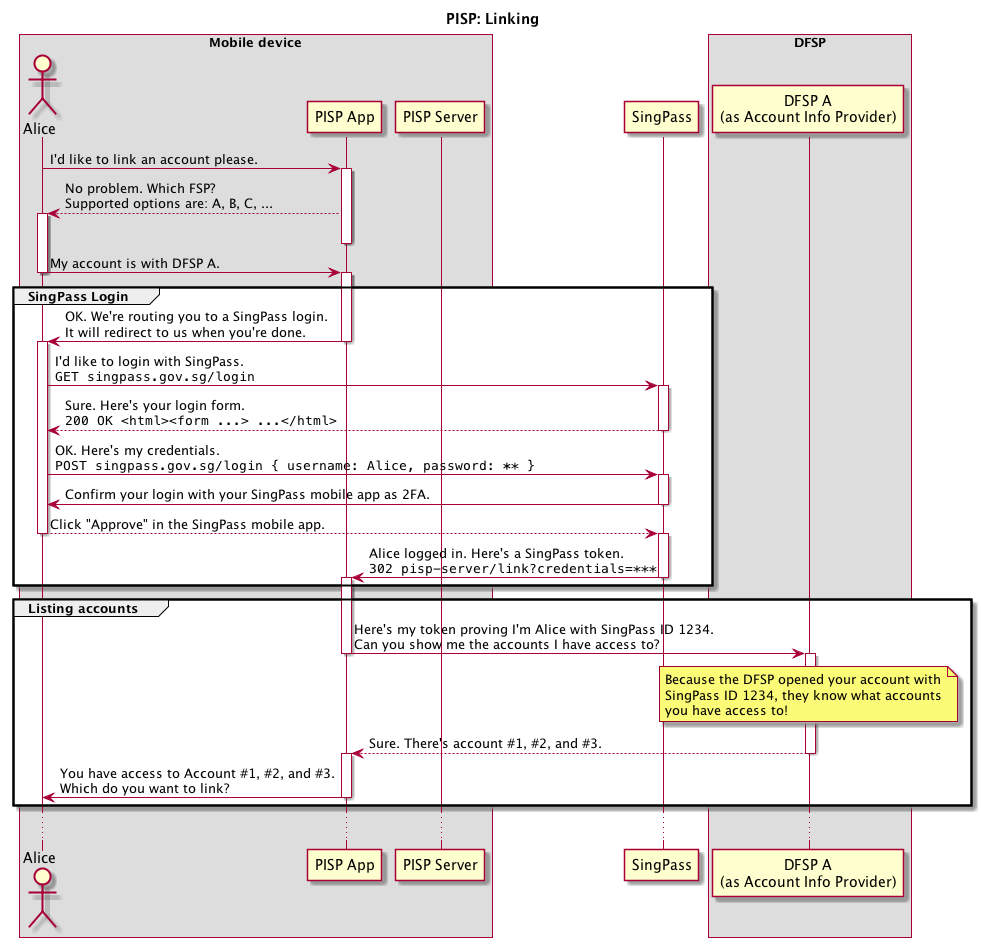 PISP: Linking
Mobile device
DFSP
Alice
PISP App
PISP Server
SingPass
DFSP A
(as Account Info Provider)
I'd like to link an account please.
No problem. Which FSP?
Supported options are: A, B, C, ...
My account is with DFSP A.
SingPass Login
OK. We're routing you to a SingPass login.
It will redirect to us when you're done.
I'd like to login with SingPass.
GET singpass.gov.sg/login
Sure. Here's your login form.
200 OK <html><form ...> ...</html>
OK. Here's my credentials.
POST singpass.gov.sg/login { username: Alice, password: ** }
Confirm your login with your SingPass mobile app as 2FA.
Click "Approve" in the SingPass mobile app.
Alice logged in. Here's a SingPass token.
302 pisp-server/link?credentials=***
Listing accounts
Here's my token proving I'm Alice with SingPass ID 1234.
Can you show me the accounts I have access to?
Because the DFSP opened your account with
SingPass ID 1234, they know what accounts
you have access to!
Sure. There's account #1, #2, and #3.
You have access to Account #1, #2, and #3.
Which do you want to link?
Alice
PISP App
PISP Server
SingPass
DFSP A
(as Account Info Provider)